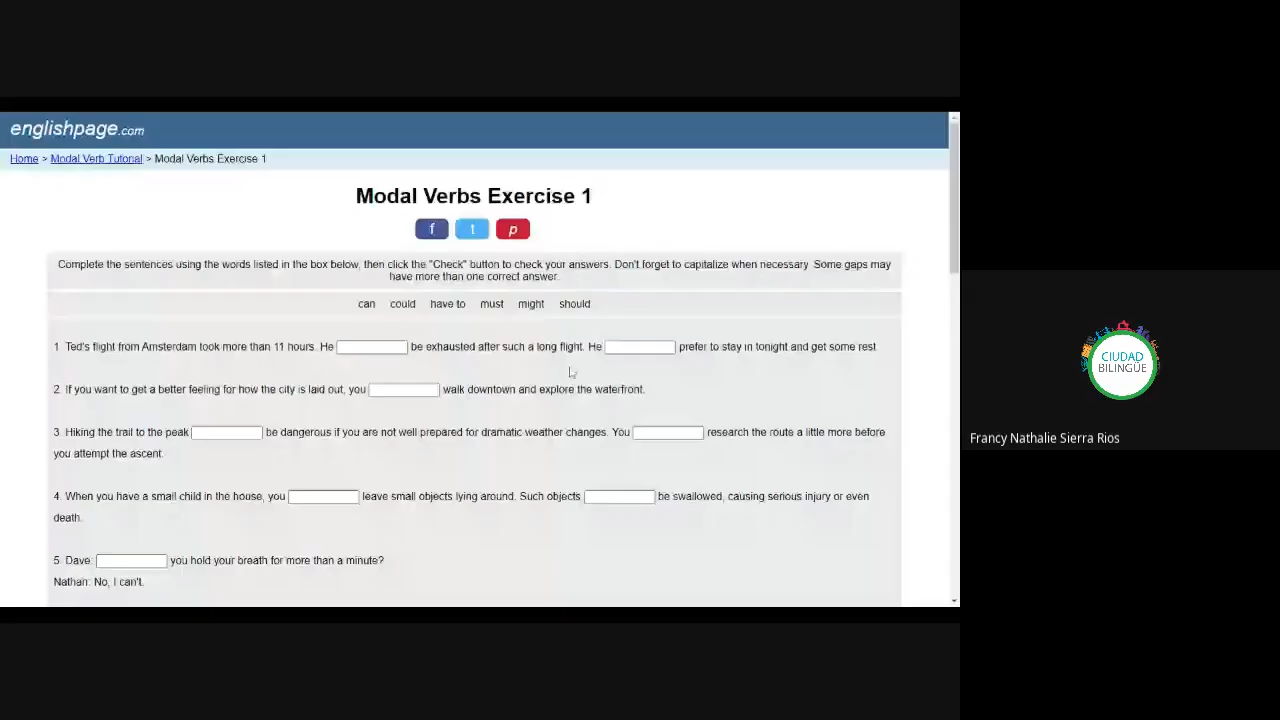 englishpage.com
Home > Modal Verb Tutorial > Modal Verbs Exercise 1
Modal Verbs Exercise 1
f t p
Complete the sentences using the words listed in the box below, then click the "Check" button to check your answers. Don't forget to capitalize when necessary. Some gaps may
have more than one correct answer.
can could have to must might should
1. Ted's flight from Amsterdam took more than 11 hours. He be exhausted after such a long flight. He prefer to stay in tonight and get some rest.
2. If you want to get a better feeling for how the city is laid out, you walk downtown and explore the waterfront.
3. Hiking the trail to the peak be dangerous if you are not well prepared for dramatic weather changes. You research the route a little more before
you attempt the ascent.
4. When you have a small child in the house, you leave small objects lying around. Such objects be swallowed, causing serious injury or even
death.
5. Dave: you hold your breath for more than a minute?
Nathan: No, I can't.
CIUDAD
BILINGÜE
Francy Nathalie Sierra Rios